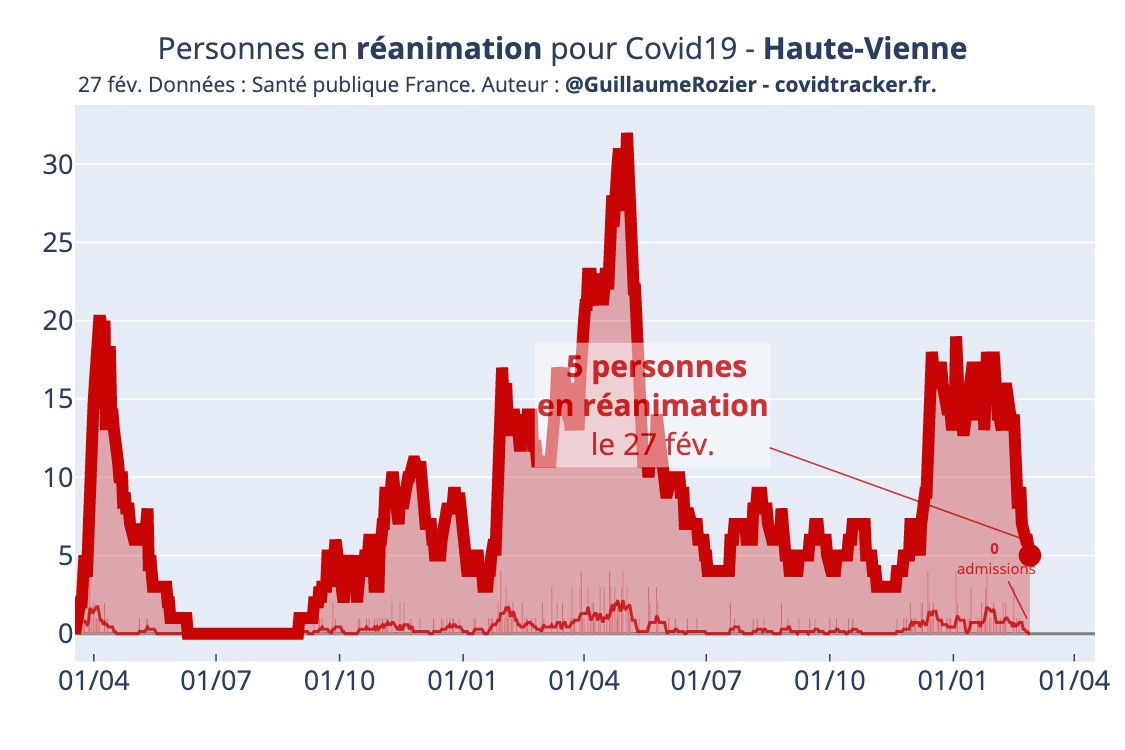 Personnes en réanimation pour Covid19 - Haute-Vienne
27 fév. Données : Santé publique France. Auteur : @GuillaumeRozier - covidtracker.fr.
30
25
20
15
10
5
0
5 personnes
en réanimation
le 27 fév.
0
admissions
01/04 01/07 01/10 01/01 01/04 01/07 01/10 01/01 01/04